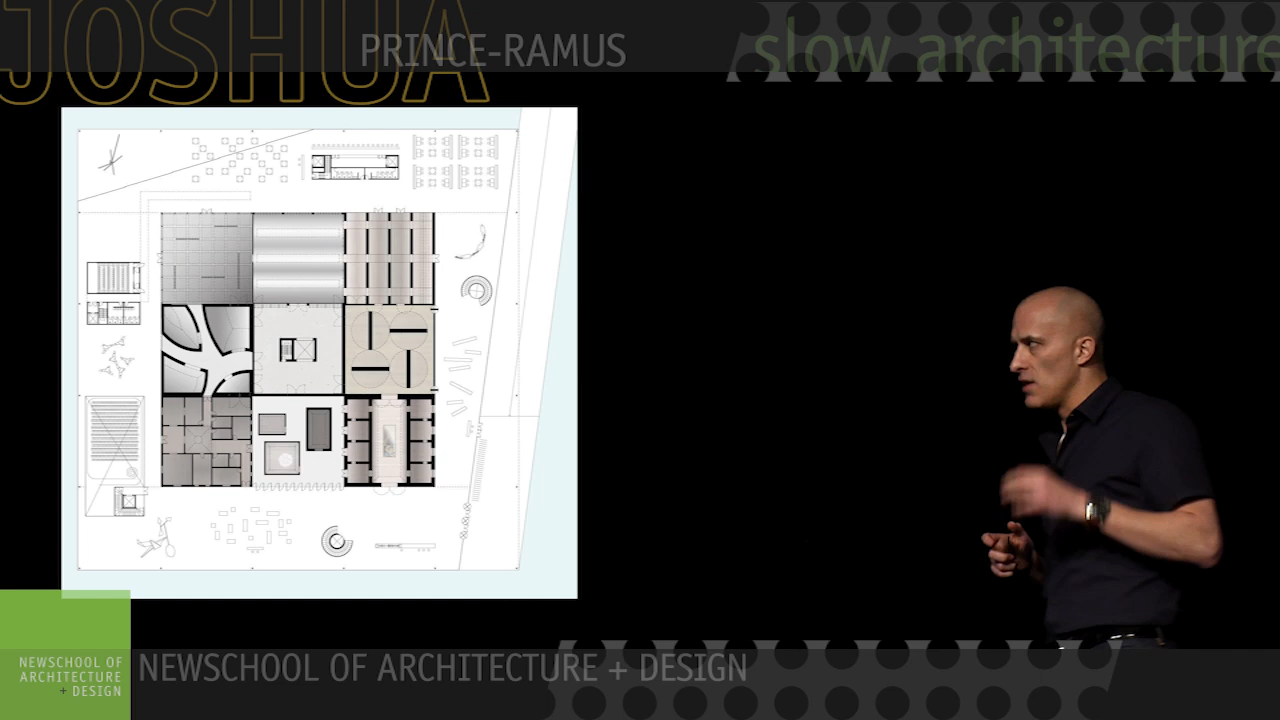 JOSHUA
PRINCE-RAMUS
slow architecture
NEWSCHOOL OF
ARCHITECTURE
+ DESIGN
NEWSCHOOL OF ARCHITECTURE + DESIGN